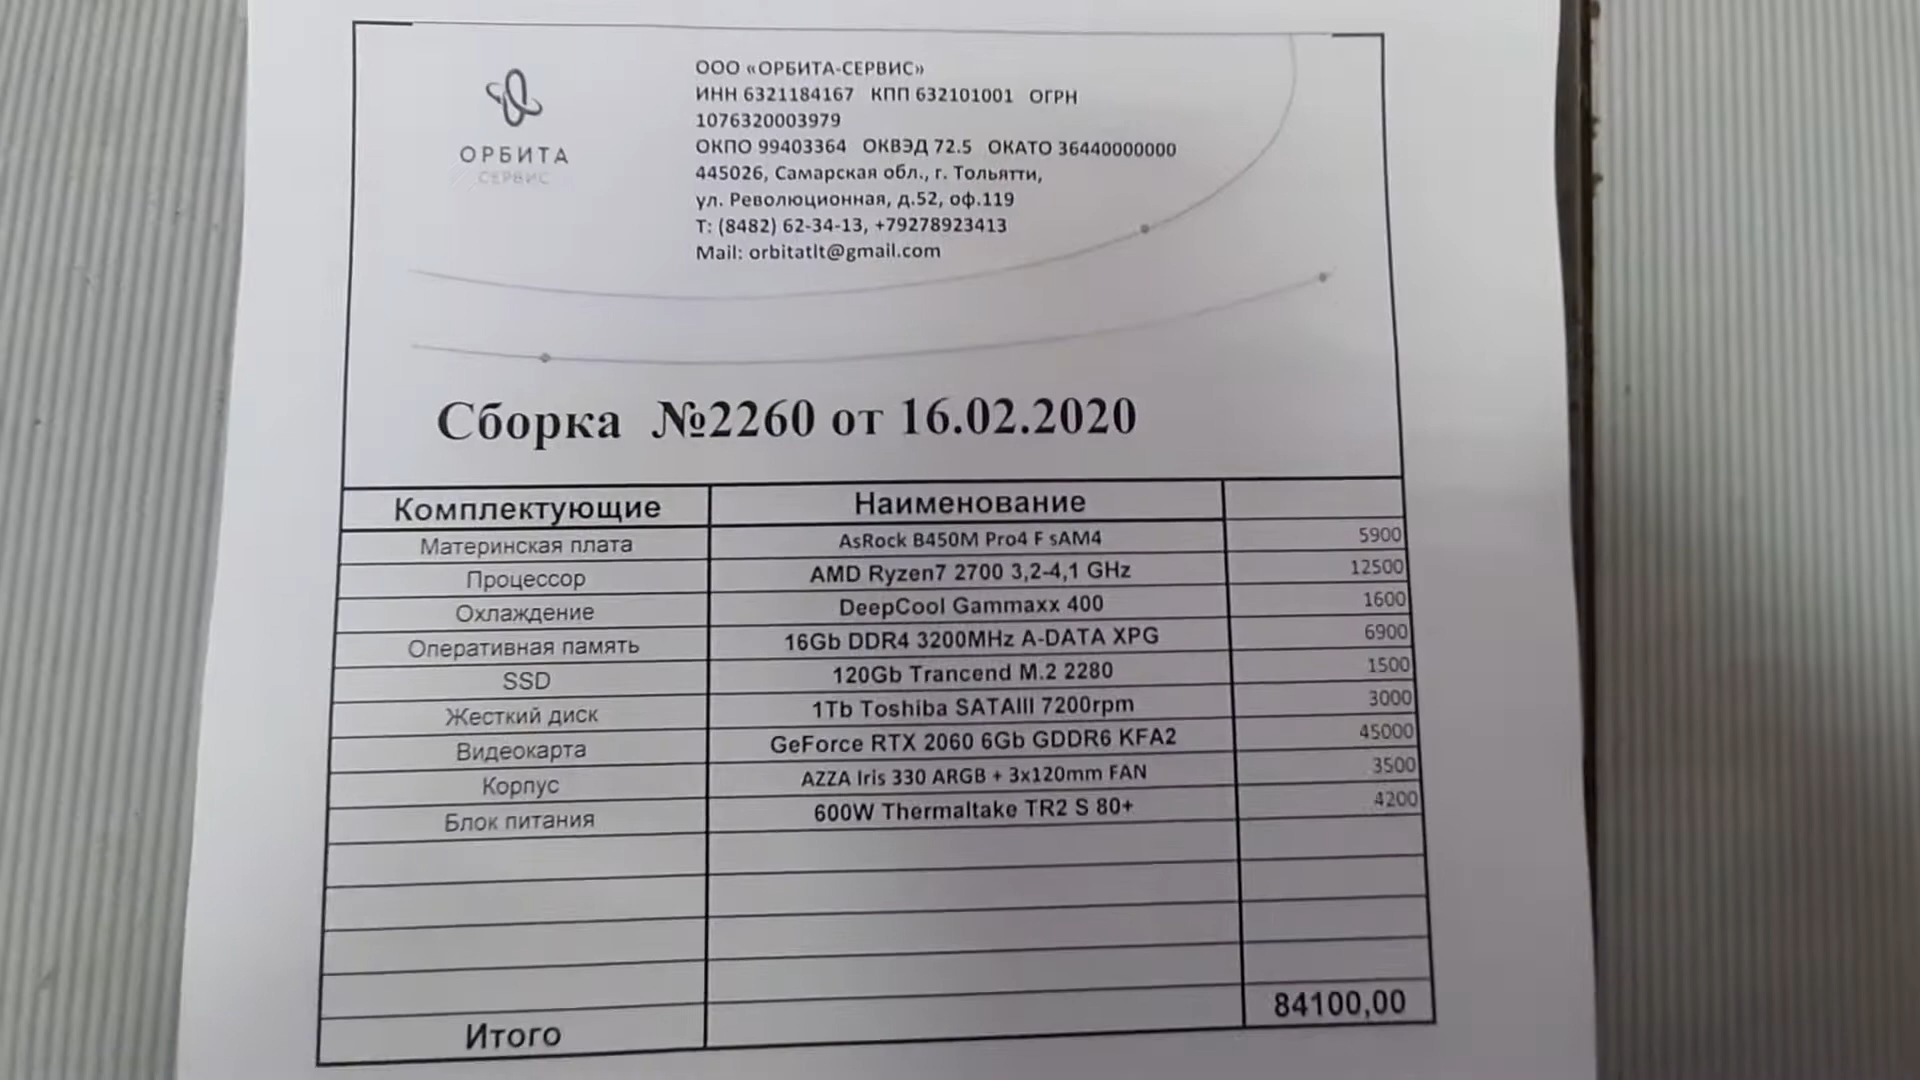 ОРБИТА
СЕРВИС
ООО «ОРБИТА-СЕРВИС»
ИНН 6321184167 КПП 632101001 ОГРН
1076320003979
ОКПО 99403364 ОКВЭД 72.5 ОКАТО 36440000000
445026, Самарская обл., г. Тольятти,
ул. Революционная, д.52, оф.119
Т: (8482) 62-34-13, +79278923413
Mail: orbitatlt@gmail.com
Сборка №2260 от 16.02.2020
Комплектующие Наименование
Материнская плата AsRock B450M Pro4 F sAM4 5900
Процессор AMD Ryzen7 2700 3,2-4,1 GHz 12500
Охлаждение DeepCool Gammaxx 400 1600
Оперативная память 16Gb DDR4 3200MHz A-DATA XPG 6900
SSD 120Gb Trancend M.2 2280 1500
Жесткий диск 1Tb Toshiba SATAIII 7200rpm 3000
Видеокарта GeForce RTX 2060 6Gb GDDR6 KFA2 45000
Корпус AZZA Iris 330 ARGB + 3x120mm FAN 3500
Блок питания 600W Thermaltake TR2 S 80+ 4200
Итого 84100,00